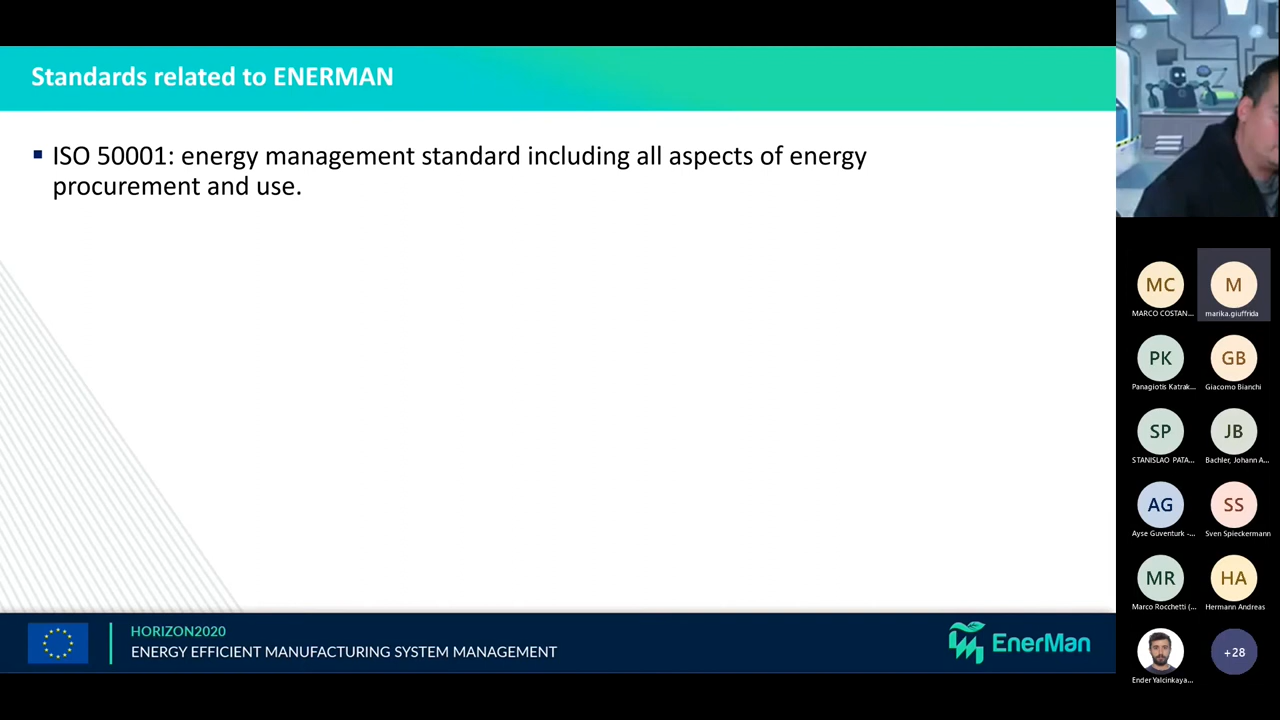 Standards related to ENERMAN
▪ ISO 50001: energy management standard including all aspects of energy
procurement and use.
HORIZON2020
ENERGY EFFICIENT MANUFACTURING SYSTEM MANAGEMENT
EnerMan
MC
MARCO COSTAN...
M
marika.giuffrida
PK
Panagiotis Katrak...
GB
Giacomo Bianchi
SP
STANISLAO PATA...
JB
Bachler, Johann A...
AG
Ayse Guventurk -...
SS
Sven Spieckermann
MR
Marco Rocchetti (...
HA
Hermann Andreas
Ender Yalcinkaya...
+28